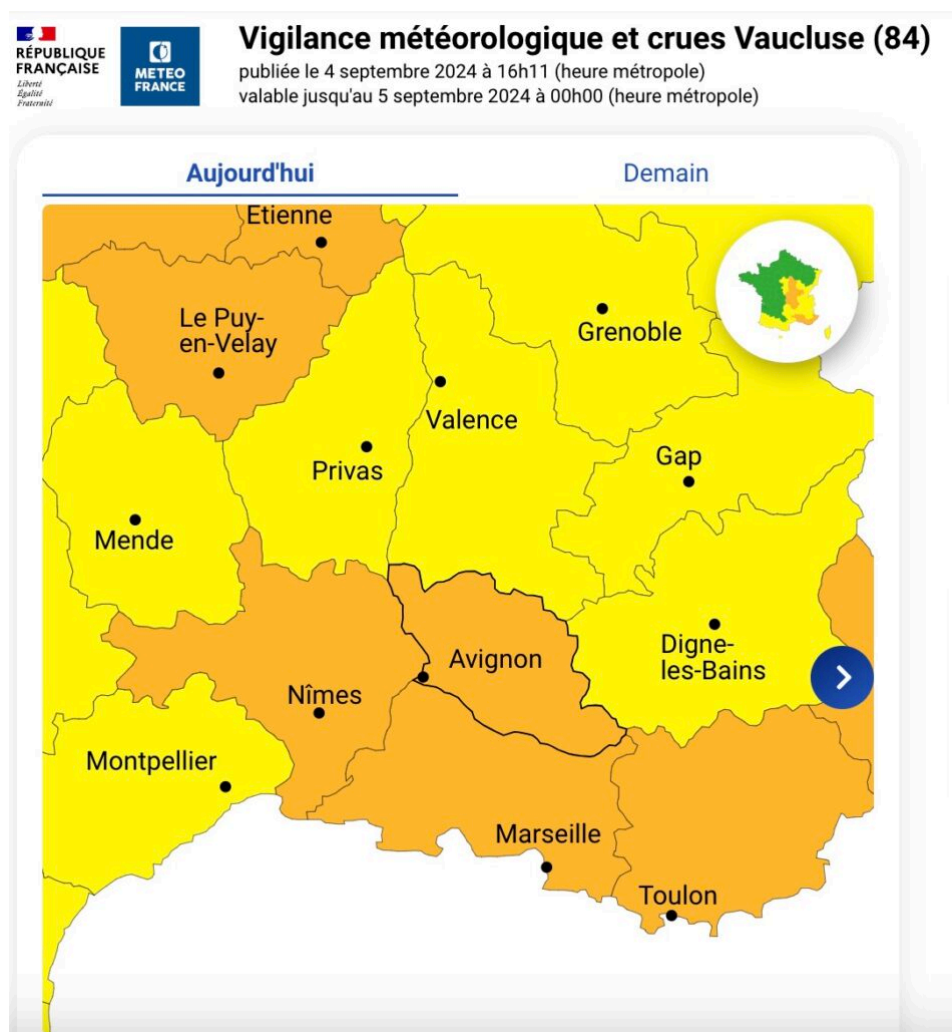 RÉPUBLIQUE
FRANÇAISE
Liberté
Égalité
Fraternité
METEO
FRANCE
Vigilance météorologique et crues Vaucluse (84)
publiée le 4 septembre 2024 à 16h11 (heure métropole)
valable jusqu'au 5 septembre 2024 à 00h00 (heure métropole)
Aujourd'hui
Demain
Etienne
Le Puy-
en-Velay
Grenoble
Valence
Privas
Gap
Mende
Avignon
Digne-
les-Bains
Nîmes
Montpellier
Marseille
Toulon